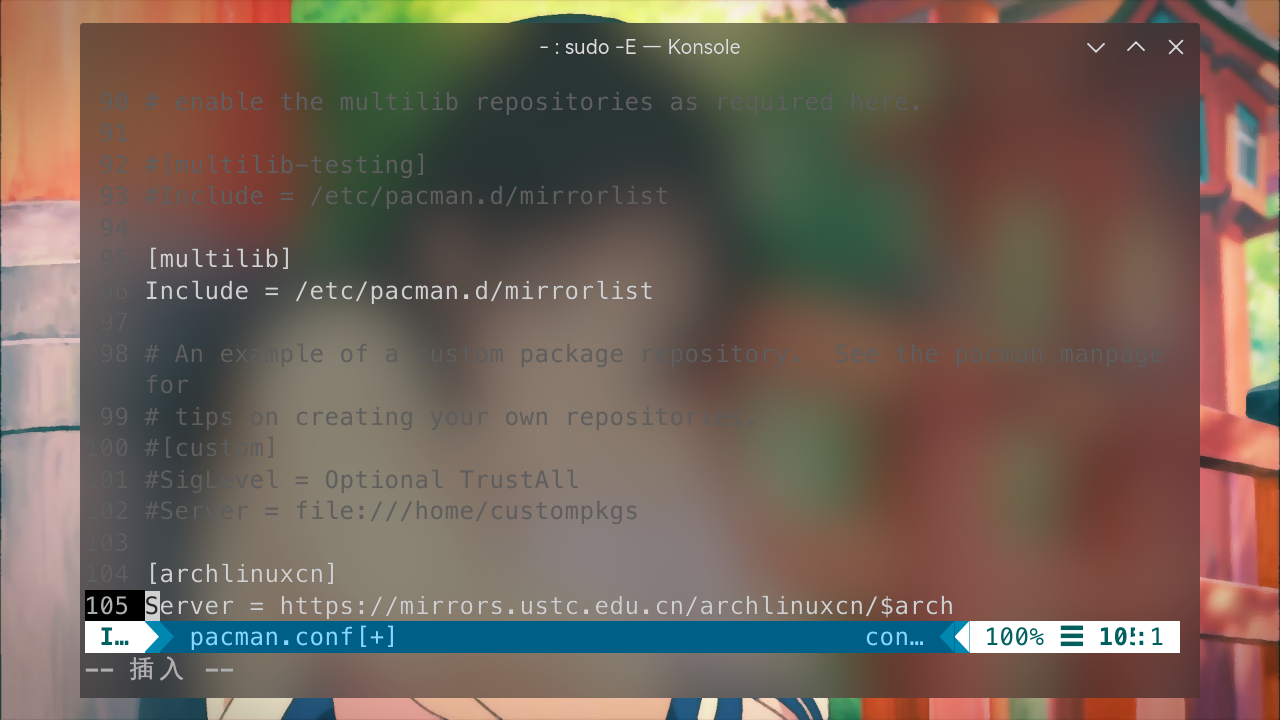 - : sudo -E — Konsole
90 # enable the multilib repositories as required here.
91
92 #[multilib-testing]
93 #Include = /etc/pacman.d/mirrorlist
94
95 [multilib]
96 Include = /etc/pacman.d/mirrorlist
97
98 # An example of a custom package repository.  See the pacman manpage
for
99 # tips on creating your own repositories.
100 #[custom]
101 #SigLevel = Optional TrustAll
102 #Server = file:///home/custompkgs
103
104 [archlinuxcn]
105 Server = https://mirrors.ustc.edu.cn/archlinuxcn/$arch
I… pacman.conf[+] con… 100% ☰ 105:1
-- 插入 --